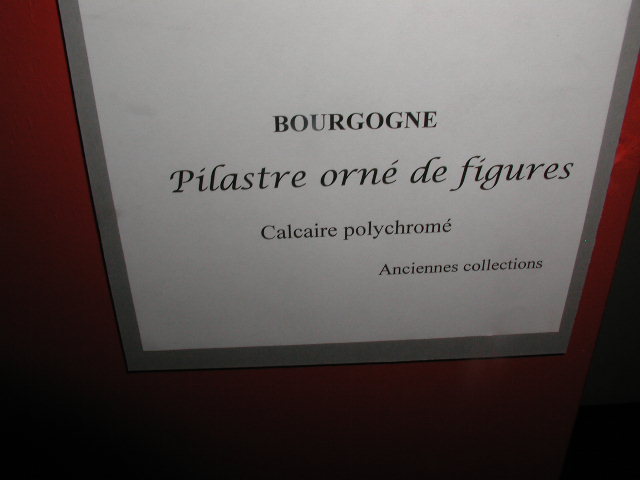 BOURGOGNE
Pilastre orné de figures
Calcaire polychromé
Anciennes collections